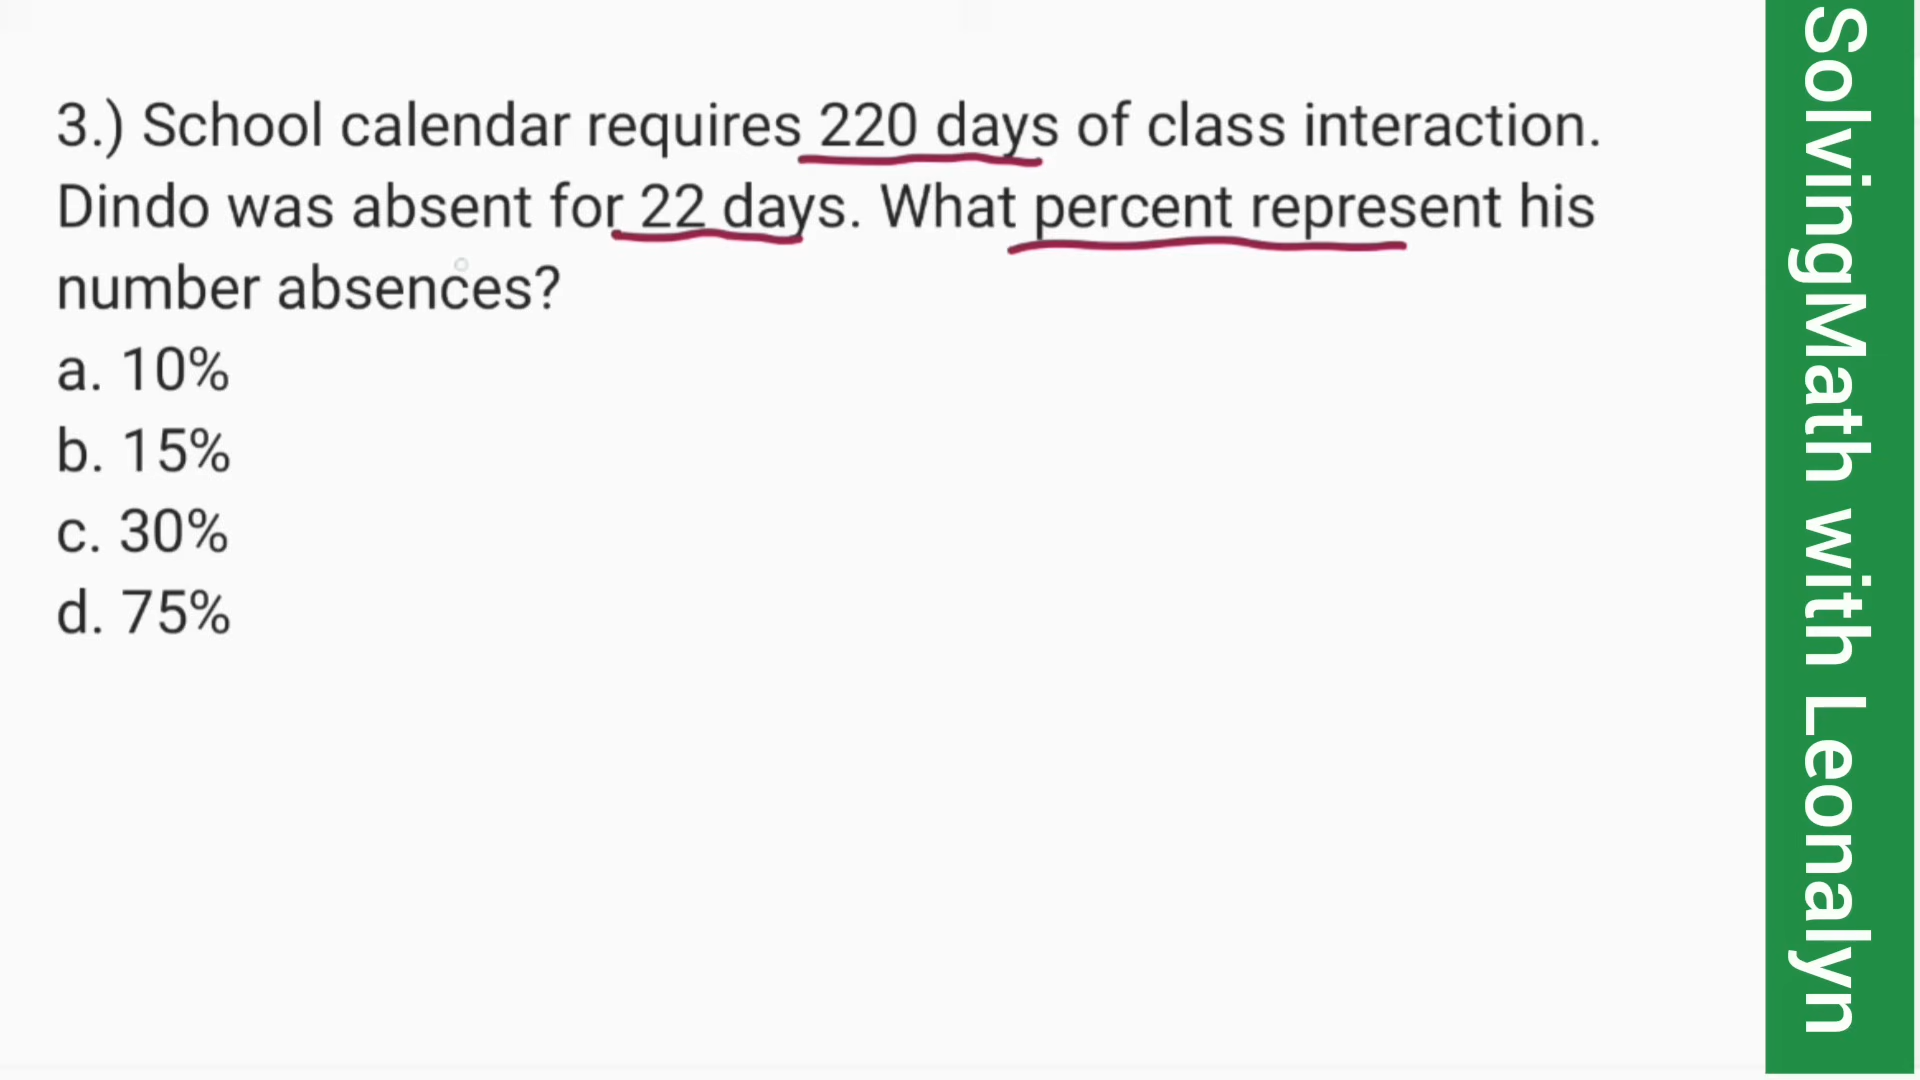 3.) School calendar requires 220 days of class interaction.
Dindo was absent for 22 days. What percent represent his
number absences?
a. 10%
b. 15%
c. 30%
d. 75%
SolvingMath with Leonalyn